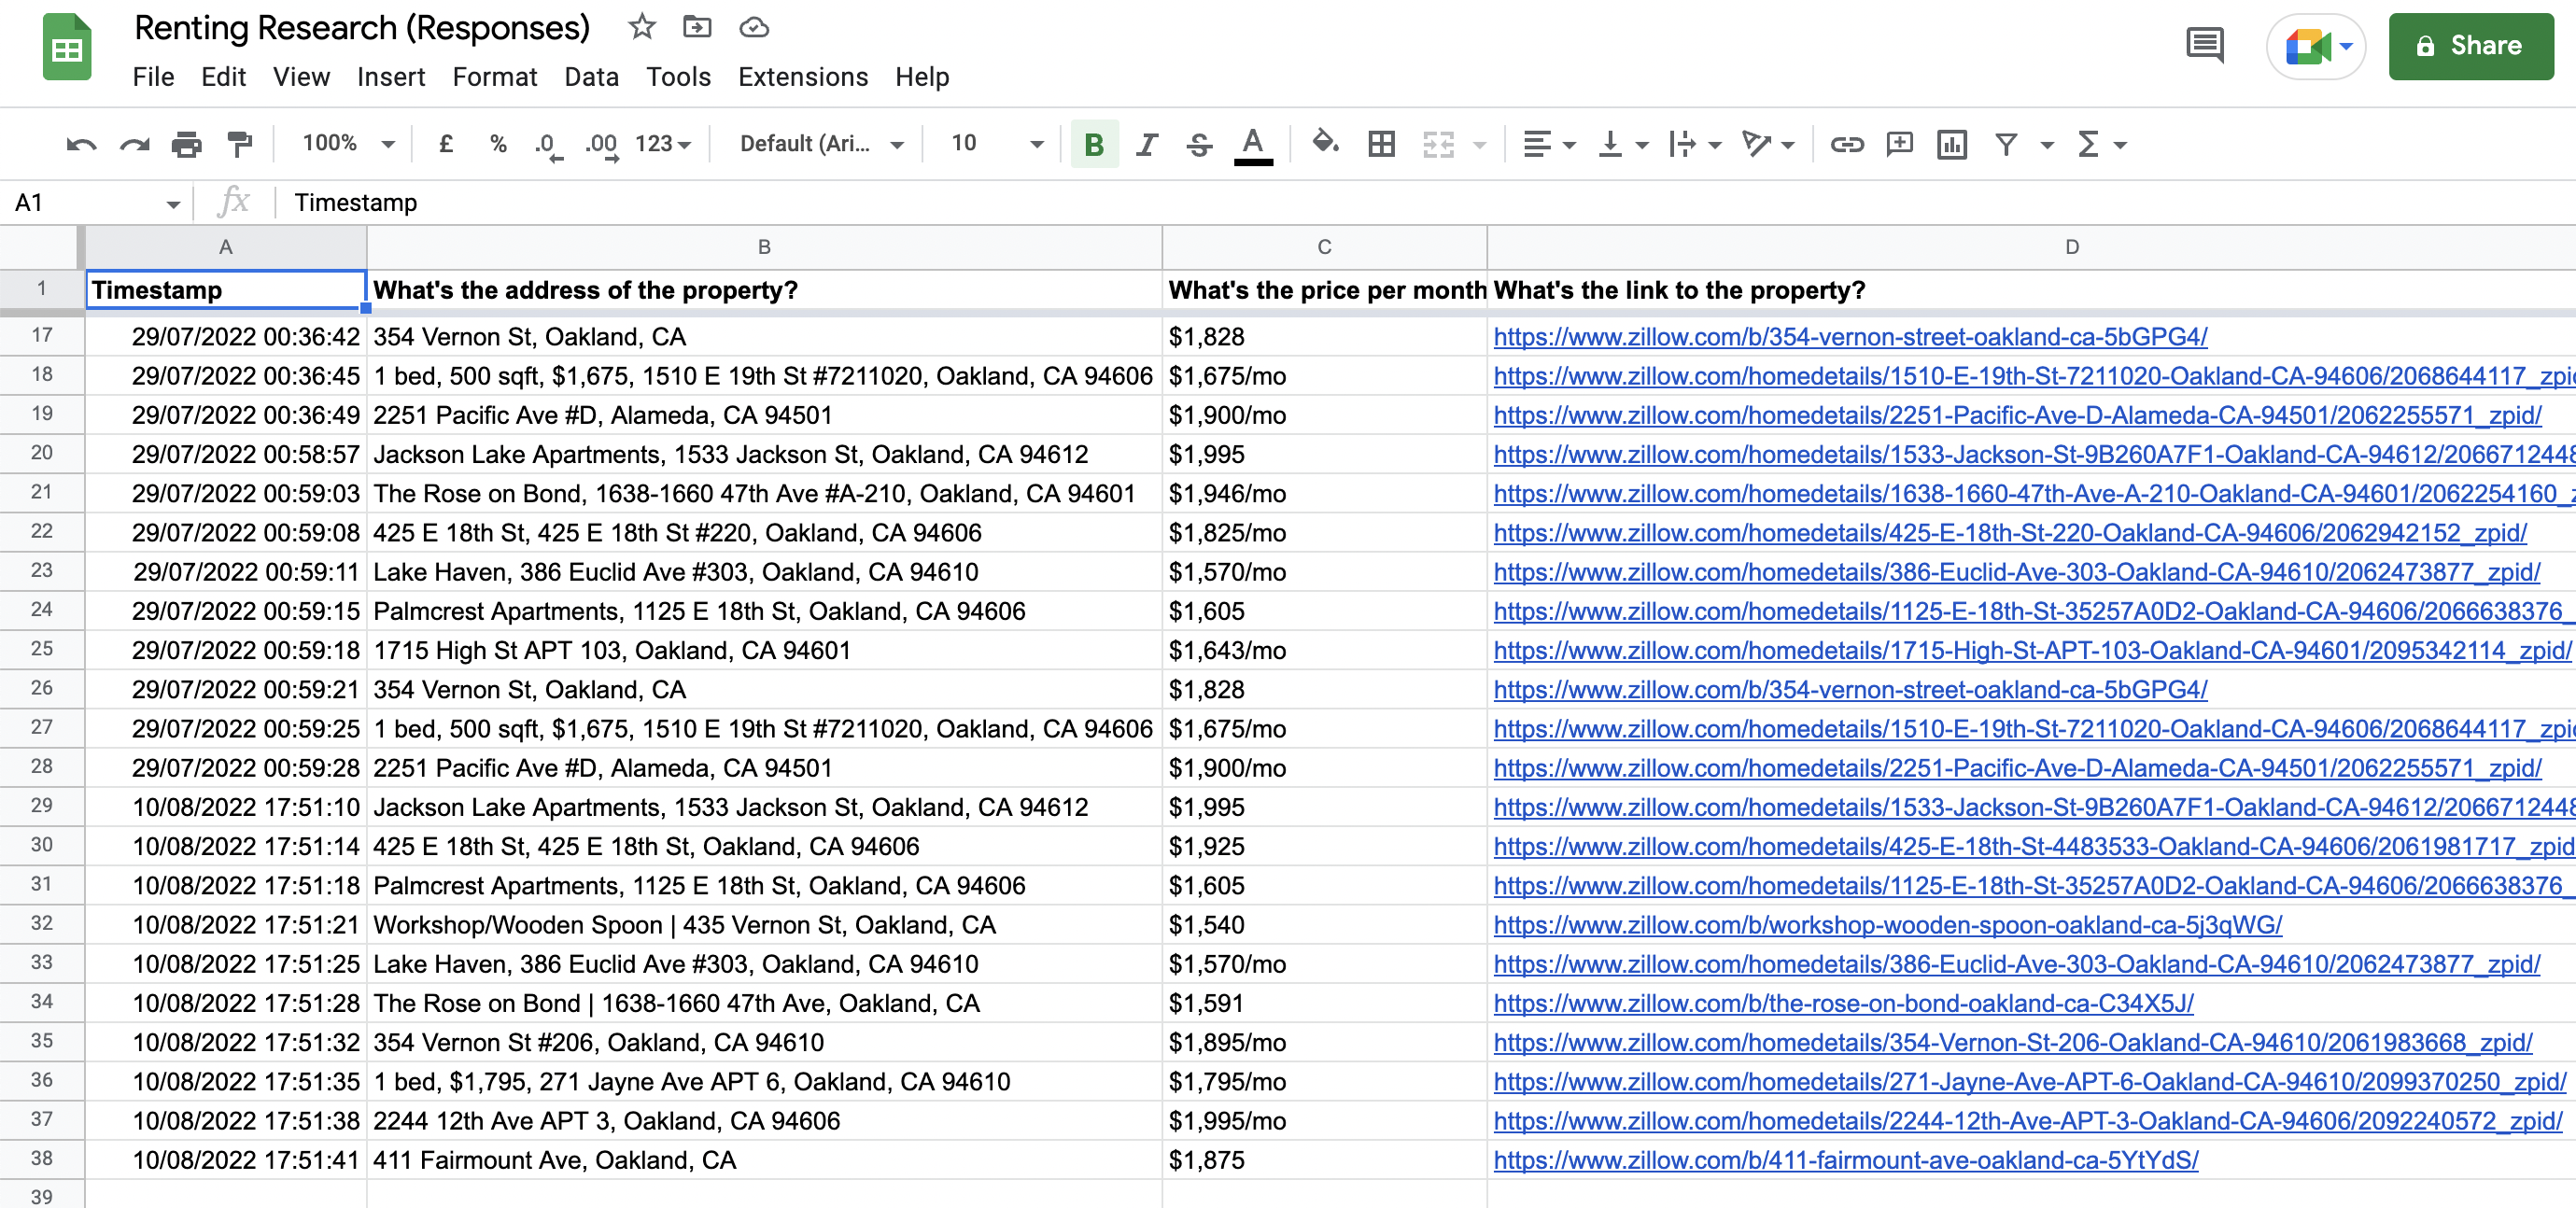 Renting Research (Responses)
File Edit View Insert Format Data Tools Extensions Help
Share
100% £ % .0 .00 123 Default (Ari... 10 B I S A
A1 fx Timestamp
A B C D
1 Timestamp What's the address of the property? What's the price per month What's the link to the property?
17 29/07/2022 00:36:42 354 Vernon St, Oakland, CA $1,828 https://www.zillow.com/b/354-vernon-street-oakland-ca-5bGPG4/
18 29/07/2022 00:36:45 1 bed, 500 sqft, $1,675, 1510 E 19th St #7211020, Oakland, CA 94606 $1,675/mo https://www.zillow.com/homedetails/1510-E-19th-St-7211020-Oakland-CA-94606/2068644117_zpi
19 29/07/2022 00:36:49 2251 Pacific Ave #D, Alameda, CA 94501 $1,900/mo https://www.zillow.com/homedetails/2251-Pacific-Ave-D-Alameda-CA-94501/2062255571_zpid/
20 29/07/2022 00:58:57 Jackson Lake Apartments, 1533 Jackson St, Oakland, CA 94612 $1,995 https://www.zillow.com/homedetails/1533-Jackson-St-9B260A7F1-Oakland-CA-94612/2066712448
21 29/07/2022 00:59:03 The Rose on Bond, 1638-1660 47th Ave #A-210, Oakland, CA 94601 $1,946/mo https://www.zillow.com/homedetails/1638-1660-47th-Ave-A-210-Oakland-CA-94601/2062254160_
22 29/07/2022 00:59:08 425 E 18th St, 425 E 18th St #220, Oakland, CA 94606 $1,825/mo https://www.zillow.com/homedetails/425-E-18th-St-220-Oakland-CA-94606/2062942152_zpid/
23 29/07/2022 00:59:11 Lake Haven, 386 Euclid Ave #303, Oakland, CA 94610 $1,570/mo https://www.zillow.com/homedetails/386-Euclid-Ave-303-Oakland-CA-94610/2062473877_zpid/
24 29/07/2022 00:59:15 Palmcrest Apartments, 1125 E 18th St, Oakland, CA 94606 $1,605 https://www.zillow.com/homedetails/1125-E-18th-St-35257A0D2-Oakland-CA-94606/2066638376_
25 29/07/2022 00:59:18 1715 High St APT 103, Oakland, CA 94601 $1,643/mo https://www.zillow.com/homedetails/1715-High-St-APT-103-Oakland-CA-94601/2095342114_zpid/
26 29/07/2022 00:59:21 354 Vernon St, Oakland, CA $1,828 https://www.zillow.com/b/354-vernon-street-oakland-ca-5bGPG4/
27 29/07/2022 00:59:25 1 bed, 500 sqft, $1,675, 1510 E 19th St #7211020, Oakland, CA 94606 $1,675/mo https://www.zillow.com/homedetails/1510-E-19th-St-7211020-Oakland-CA-94606/2068644117_zpi
28 29/07/2022 00:59:28 2251 Pacific Ave #D, Alameda, CA 94501 $1,900/mo https://www.zillow.com/homedetails/2251-Pacific-Ave-D-Alameda-CA-94501/2062255571_zpid/
29 10/08/2022 17:51:10 Jackson Lake Apartments, 1533 Jackson St, Oakland, CA 94612 $1,995 https://www.zillow.com/homedetails/1533-Jackson-St-9B260A7F1-Oakland-CA-94612/2066712448
30 10/08/2022 17:51:14 425 E 18th St, 425 E 18th St, Oakland, CA 94606 $1,925 https://www.zillow.com/homedetails/425-E-18th-St-4483533-Oakland-CA-94606/2061981717_zpid
31 10/08/2022 17:51:18 Palmcrest Apartments, 1125 E 18th St, Oakland, CA 94606 $1,605 https://www.zillow.com/homedetails/1125-E-18th-St-35257A0D2-Oakland-CA-94606/2066638376_
32 10/08/2022 17:51:21 Workshop/Wooden Spoon | 435 Vernon St, Oakland, CA $1,540 https://www.zillow.com/b/workshop-wooden-spoon-oakland-ca-5j3qWG/
33 10/08/2022 17:51:25 Lake Haven, 386 Euclid Ave #303, Oakland, CA 94610 $1,570/mo https://www.zillow.com/homedetails/386-Euclid-Ave-303-Oakland-CA-94610/2062473877_zpid/
34 10/08/2022 17:51:28 The Rose on Bond | 1638-1660 47th Ave, Oakland, CA $1,591 https://www.zillow.com/b/the-rose-on-bond-oakland-ca-C34X5J/
35 10/08/2022 17:51:32 354 Vernon St #206, Oakland, CA 94610 $1,895/mo https://www.zillow.com/homedetails/354-Vernon-St-206-Oakland-CA-94610/2061983668_zpid/
36 10/08/2022 17:51:35 1 bed, $1,795, 271 Jayne Ave APT 6, Oakland, CA 94610 $1,795/mo https://www.zillow.com/homedetails/271-Jayne-Ave-APT-6-Oakland-CA-94610/2099370250_zpid/
37 10/08/2022 17:51:38 2244 12th Ave APT 3, Oakland, CA 94606 $1,995/mo https://www.zillow.com/homedetails/2244-12th-Ave-APT-3-Oakland-CA-94606/2092240572_zpid/
38 10/08/2022 17:51:41 411 Fairmount Ave, Oakland, CA $1,875 https://www.zillow.com/b/411-fairmount-ave-oakland-ca-5YtYdS/
39